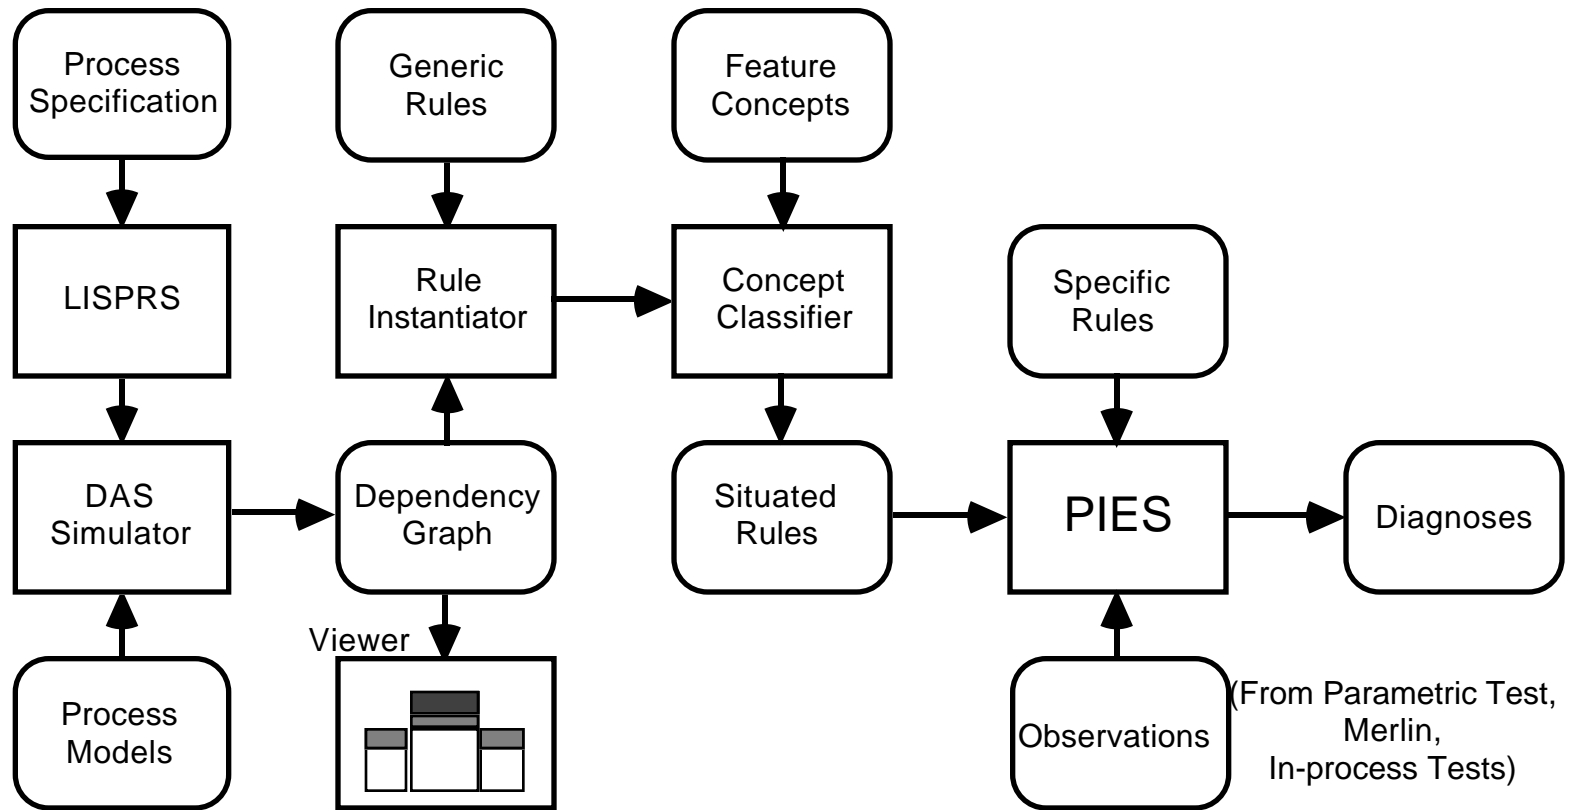 Process
Specification
Generic
Rules
Feature
Concepts
LISPRS
Rule
Instantiator
Concept
Classifier
Specific
Rules
DAS
Simulator
Dependency
Graph
Situated
Rules
PIES
Diagnoses
Viewer
Process
Models
Observations
(From Parametric Test,
Merlin,
In-process Tests)